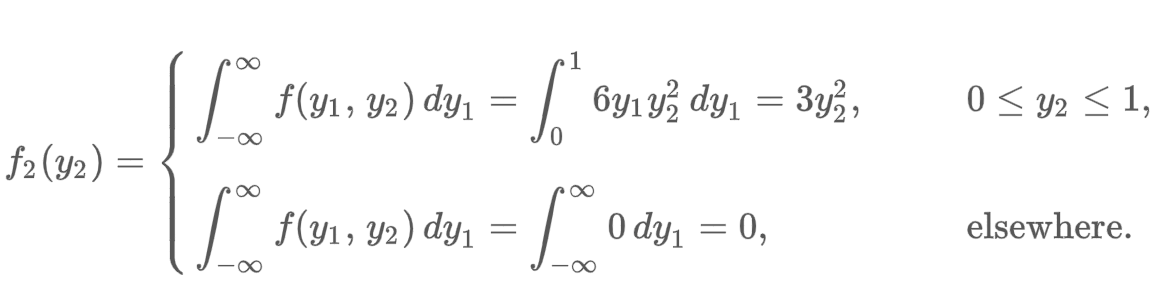 f₂(y₂) = { ∫_{−∞}^{∞} f(y₁, y₂) dy₁ = ∫_{0}^{1} 6y₁y₂² dy₁ = 3y₂², 0 ≤ y₂ ≤ 1,
∫_{−∞}^{∞} f(y₁, y₂) dy₁ = ∫_{−∞}^{∞} 0 dy₁ = 0, elsewhere.